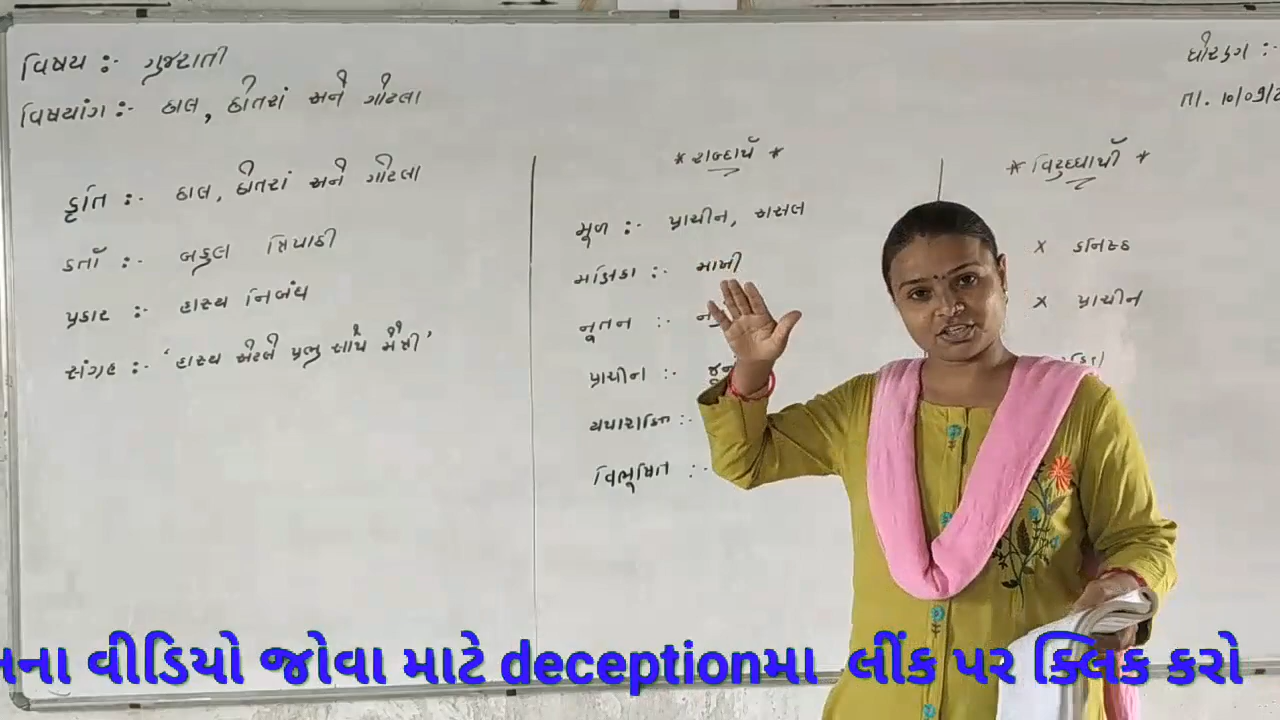 વિષય :- ગુજરાતી
વિષયાંગ :- ઠાલ, ઠીતરાં અને ગોટલા
ધોરણ :-
તા. ૧૦/૦૭/૨
કૃતિ :- ઠાલ, ઠીતરાં અને ગોટલા
કર્તા :- બકુલ ત્રિપાઠી
પ્રકાર :- હાસ્ય નિબંધ
સંગ્રહ :- 'હાસ્ય એટલે પ્રભુ સાથે મૈત્રી'
* શબ્દાર્થ *
મૂળ :- પ્રાચીન, અસલ
મક્ષિકા :- માખી
નૂતન :-
પ્રાચીન :- જૂનું
યથાશક્તિ :-
વિભૂષિત :-
* વિરુદ્ધાર્થી *
x કનિષ્ઠ
x પ્રાચીન
વીડિયો જોવા માટે deceptionમા લીંક પર ક્લિક કરો